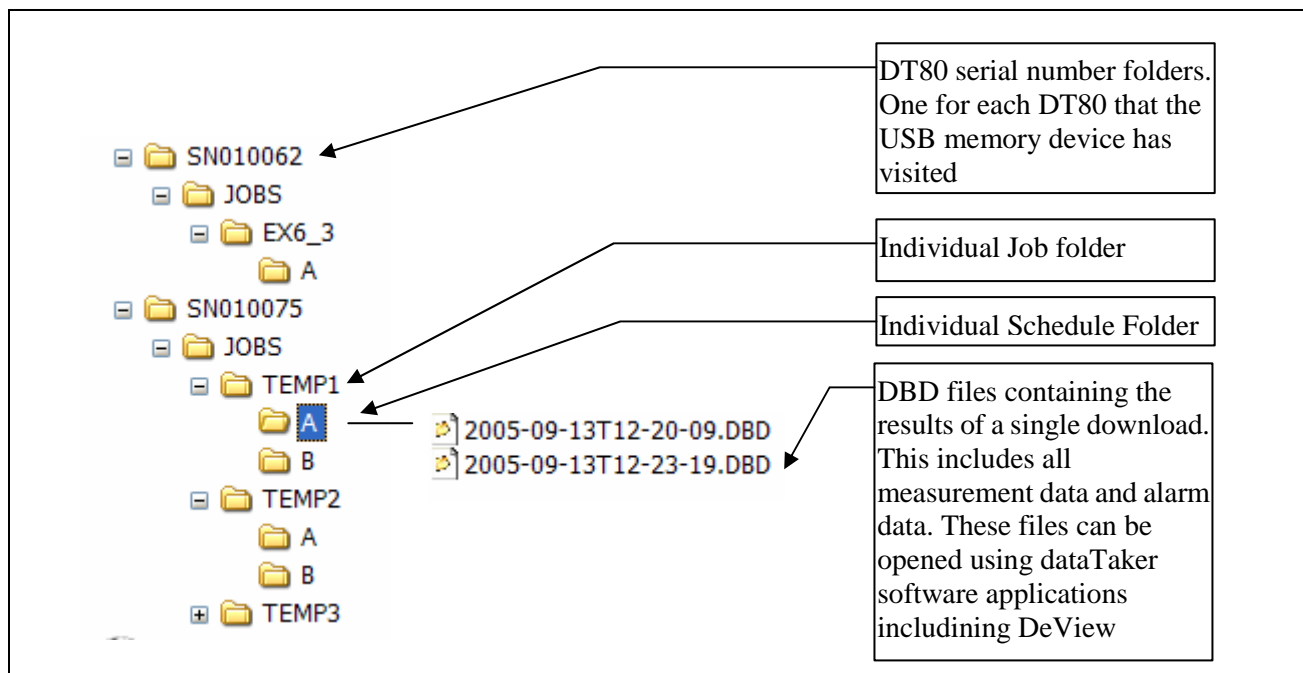 SN010062
JOBS
EX6_3
A
SN010075
JOBS
TEMP1
A
B
TEMP2
A
B
TEMP3
2005-09-13T12-20-09.DBD
2005-09-13T12-23-19.DBD
DT80 serial number folders.
One for each DT80 that the
USB memory device has
visited
Individual Job folder
Individual Schedule Folder
DBD files containing the
results of a single download.
This includes all
measurement data and alarm
data. These files can be
opened using dataTaker
software applications
includining DeView